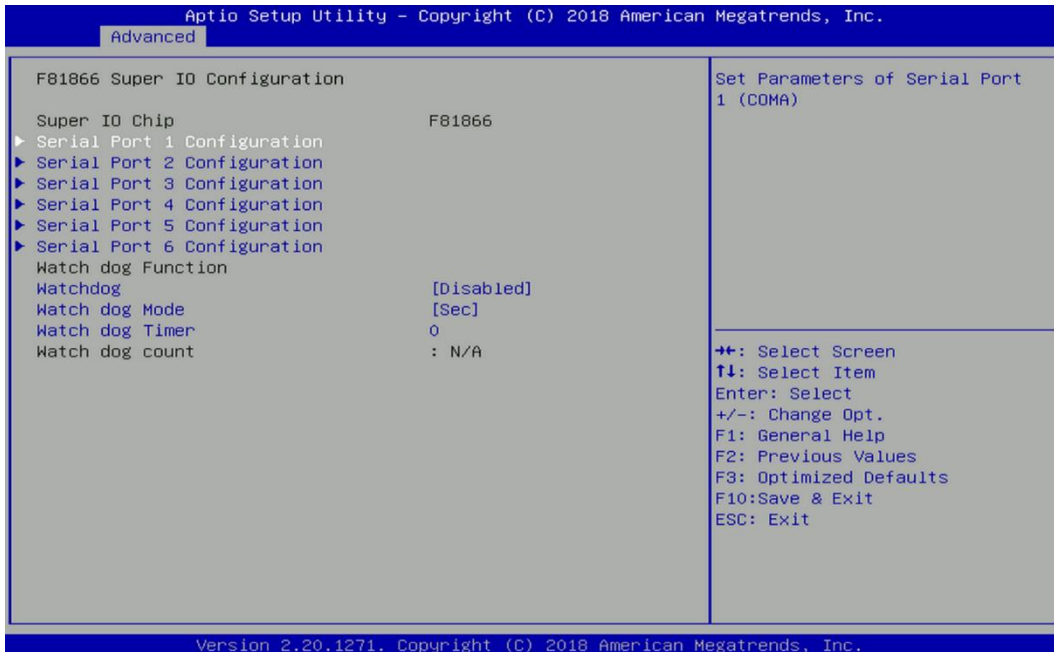 Aptio Setup Utility – Copyright (C) 2018 American Megatrends, Inc.
Advanced
F81866 Super IO Configuration
Super IO Chip F81866
Serial Port 1 Configuration
Serial Port 2 Configuration
Serial Port 3 Configuration
Serial Port 4 Configuration
Serial Port 5 Configuration
Serial Port 6 Configuration
Watch dog Function
Watchdog [Disabled]
Watch dog Mode [Sec]
Watch dog Timer 0
Watch dog count : N/A
Set Parameters of Serial Port
1 (COMA)
→←: Select Screen
↑↓: Select Item
Enter: Select
+/-: Change Opt.
F1: General Help
F2: Previous Values
F3: Optimized Defaults
F10:Save & Exit
ESC: Exit
Version 2.20.1271. Copyright (C) 2018 American Megatrends, Inc.